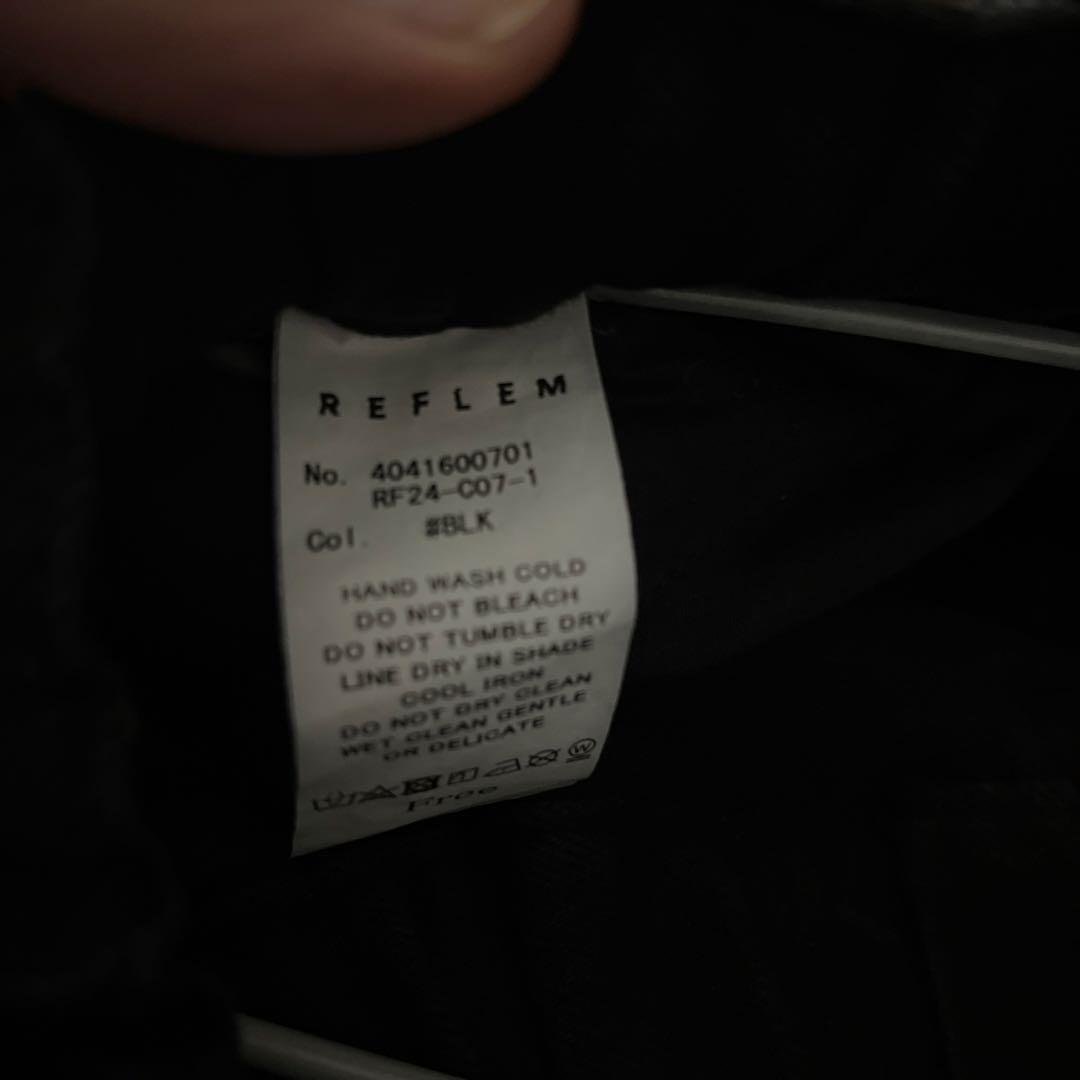 REFLEM
No. 4041600701
RF24-C07-1
Col. #BLK
HAND WASH COLD
DO NOT BLEACH
DO NOT TUMBLE DRY
LINE DRY IN SHADE
COOL IRON
DO NOT DRY CLEAN
WET CLEAN GENTLE
OR DELICATE
W
Free